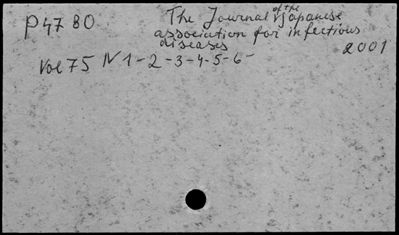 P47 80
The Journal of the Japanese
association for infectious
diseases
2001
Vol 75 N 1-2-3-4-5-6-